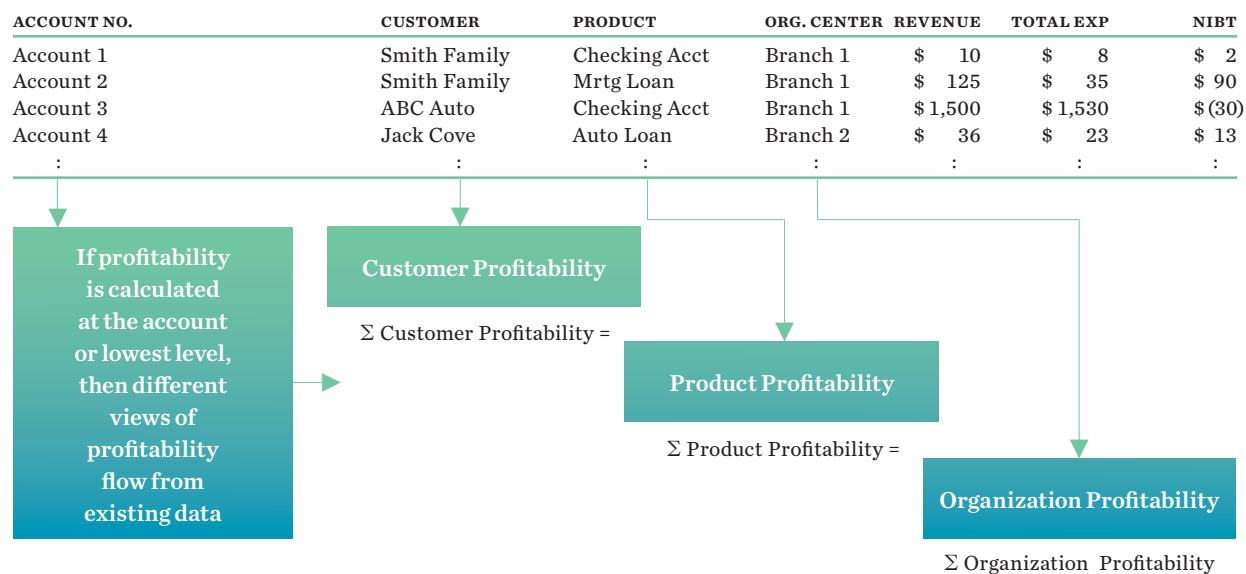 ACCOUNT NO. CUSTOMER PRODUCT ORG. CENTER REVENUE TOTAL EXP NIBT
Account 1 Smith Family Checking Acct Branch 1 $ 10 $ 8 $ 2
Account 2 Smith Family Mrtg Loan Branch 1 $ 125 $ 35 $ 90
Account 3 ABC Auto Checking Acct Branch 1 $ 1,500 $ 1,530 $ (30)
Account 4 Jack Cove Auto Loan Branch 2 $ 36 $ 23 $ 13
: : : : : : :
If profitability
is calculated
at the account
or lowest level,
then different
views of
profitability
flow from
existing data
Customer Profitability
Σ Customer Profitability =
Product Profitability
Σ Product Profitability =
Organization Profitability
Σ Organization Profitability